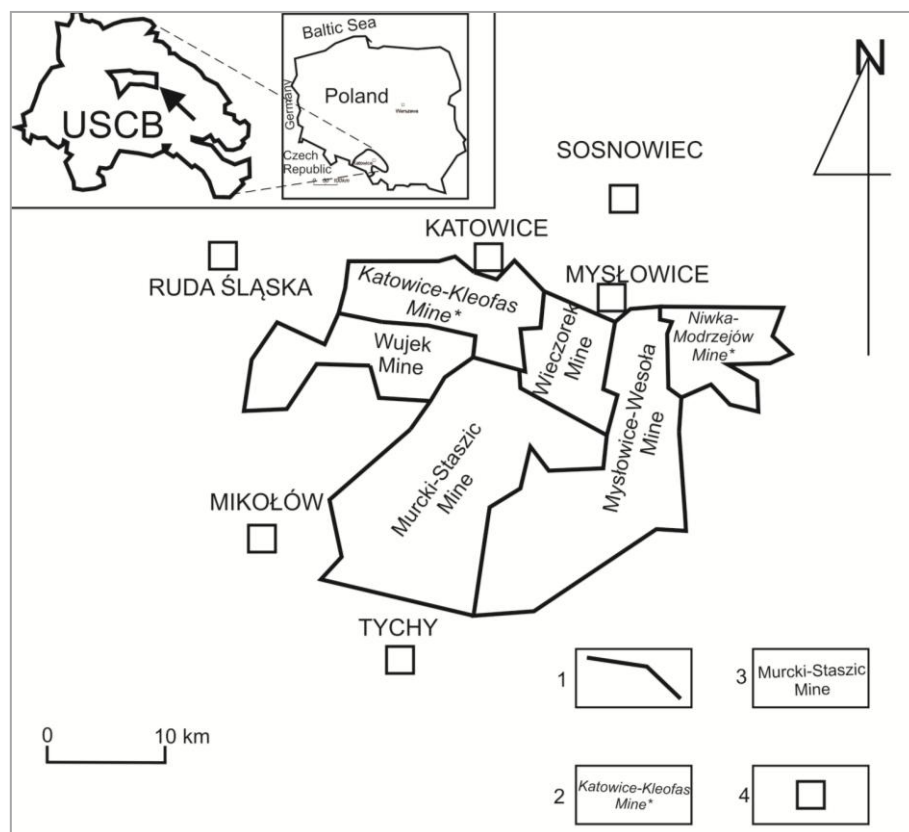 Baltic Sea
Germany
Poland
Warszawa
USCB
Czech
Republic
N
SOSNOWIEC
KATOWICE
RUDA ŚLĄSKA
MYSŁOWICE
Katowice-Kleofas
Mine*
Niwka-
Modrzejów
Mine*
Wujek
Mine
Wieczorek
Mine
Mysłowice-Wesoła
Mine
Murcki-Staszic
Mine
MIKOŁÓW
TYCHY
1
3
Murcki-Staszic
Mine
0
10 km
2
Katowice-Kleofas
Mine*
4